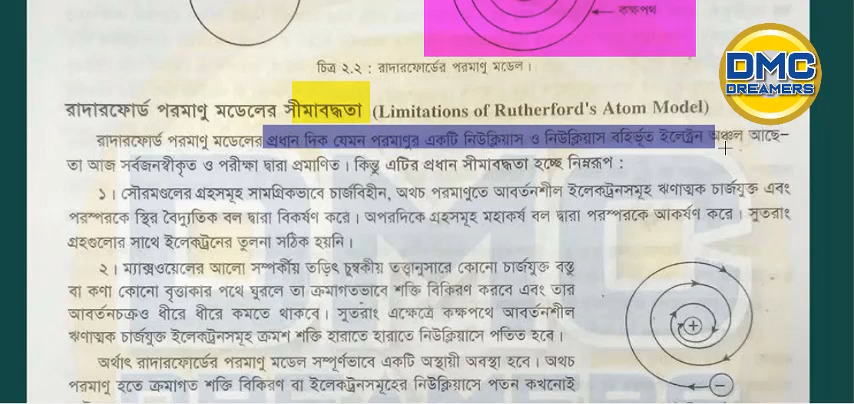 কক্ষপথ
চিত্র ২.২ : রাদারফোর্ডের পরমাণু মডেল।
DMC
DREAMERS
রাদারফোর্ড পরমাণু মডেলের সীমাবদ্ধতা (Limitations of Rutherford's Atom Model)
রাদারফোর্ড পরমাণু মডেলের প্রধান দিক যেমন পরমাণুর একটি নিউক্লিয়াস ও নিউক্লিয়াস বহির্ভূত ইলেক্ট্রন অঞ্চল আছে–
তা আজ সর্বজনস্বীকৃত ও পরীক্ষা দ্বারা প্রমাণিত। কিন্তু এটির প্রধান সীমাবদ্ধতা হচ্ছে নিম্নরূপ :
১। সৌরমণ্ডলের গ্রহসমূহ সামগ্রিকভাবে চার্জবিহীন, অথচ পরমাণুতে আবর্তনশীল ইলেকট্রনসমূহ ঋণাত্মক চার্জযুক্ত এবং
পরস্পরকে স্থির বৈদ্যুতিক বল দ্বারা বিকর্ষণ করে। অপরদিকে গ্রহসমূহ মহাকর্ষ বল দ্বারা পরস্পরকে আকর্ষণ করে। সুতরাং
গ্রহগুলোর সাথে ইলেকট্রনের তুলনা সঠিক হয়নি।
২। ম্যাক্সওয়েলের আলো সম্পর্কীয় তড়িৎ চুম্বকীয় তত্ত্বানুসারে কোনো চার্জযুক্ত বস্তু
বা কণা কোনো বৃত্তাকার পথে ঘুরলে তা ক্রমাগতভাবে শক্তি বিকিরণ করবে এবং তার
আবর্তনচক্রও ধীরে ধীরে কমতে থাকবে। সুতরাং এক্ষেত্রে কক্ষপথে আবর্তনশীল
ঋণাত্মক চার্জযুক্ত ইলেকট্রনসমূহ ক্রমশ শক্তি হারাতে হারাতে নিউক্লিয়াসে পতিত হবে।
অর্থাৎ রাদারফোর্ডের পরমাণু মডেল সম্পূর্ণভাবে একটি অস্থায়ী অবস্থা হবে। অথচ
পরমাণু হতে ক্রমাগত শক্তি বিকিরণ বা ইলেকট্রনসমূহের নিউক্লিয়াসে পতন কখনোই